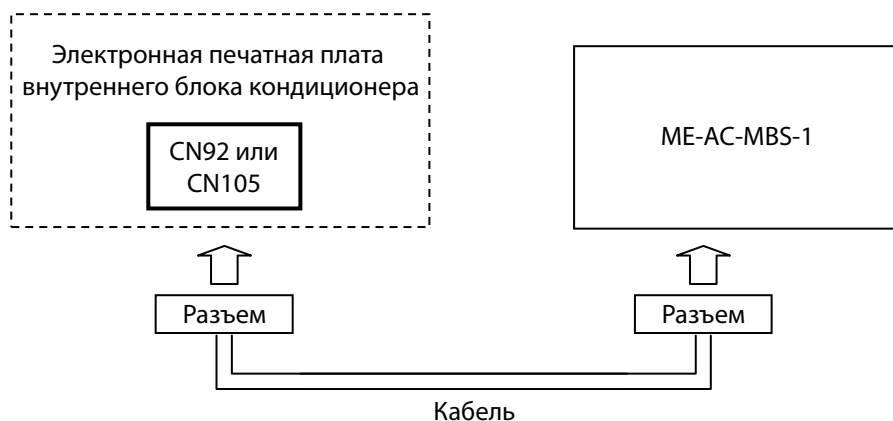 Электронная печатная плата
внутреннего блока кондиционера
CN92 или
CN105
ME-AC-MBS-1
Разъем
Разъем
Кабель